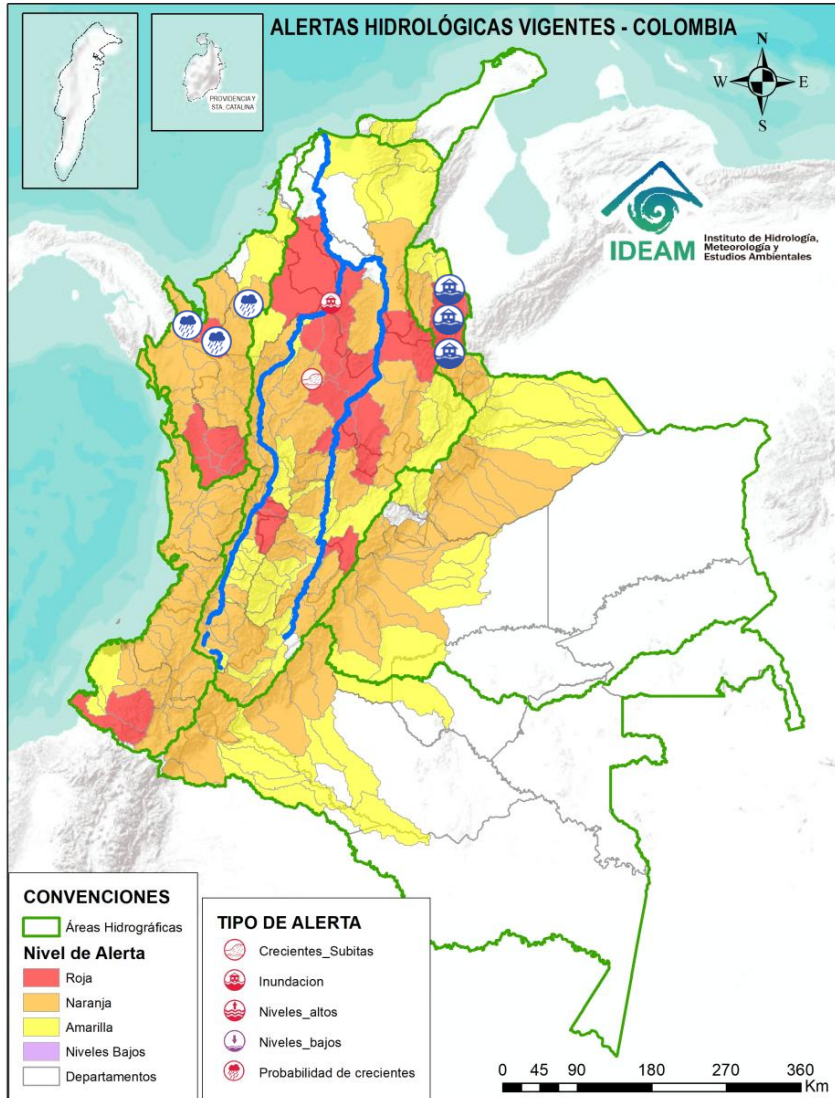 ALERTAS HIDROLÓGICAS VIGENTES - COLOMBIA
PROVIDENCIA Y
STA. CATALINA
N
W
E
S
IDEAM
Instituto de Hidrología,
Meteorología y
Estudios Ambientales
CONVENCIONES
Áreas Hidrográficas
Nivel de Alerta
Roja
Naranja
Amarilla
Niveles Bajos
Departamentos
TIPO DE ALERTA
Crecientes_Subitas
Inundacion
Niveles_altos
Niveles_bajos
Probabilidad de crecientes
0 45 90 180 270 360
Km